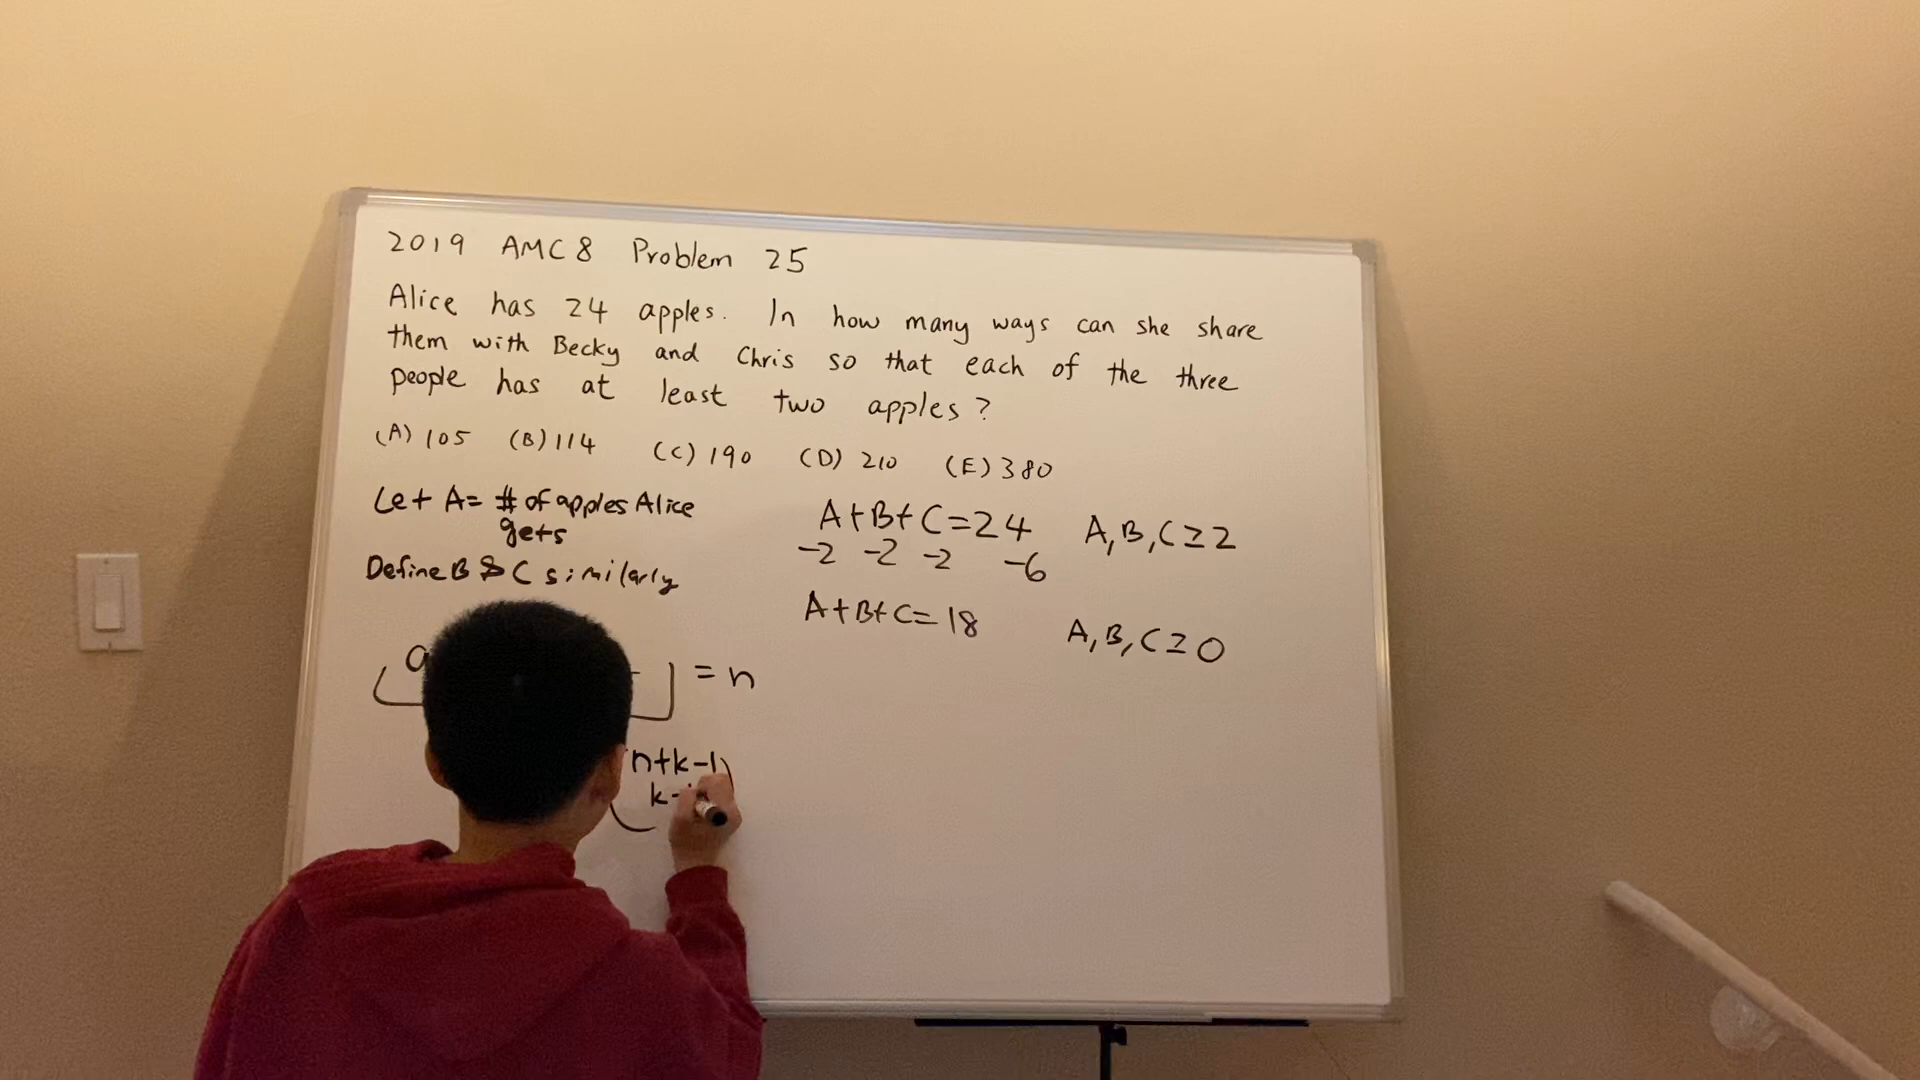 2019 AMC 8 Problem 25
Alice has 24 apples. In how many ways can she share
them with Becky and Chris so that each of the three
people has at least two apples?
(A) 105 (B) 114 (C) 190 (D) 210 (E) 380
Let A= # of apples Alice
gets
Define B & C similarly
A+B+C=24 A,B,C≥2
-2 -2 -2 -6
A+B+C=18 A,B,C≥0
= n
n+k-1
k-